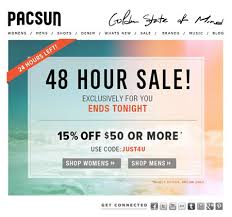 PACSUN
Golden State of Mind
WOMENS / MENS / SHOES / DENIM / WHATS NEW / SALE / BRANDS / MUSIC / BLOG
24 HOURS LEFT!
48 HOUR SALE!
EXCLUSIVELY FOR YOU
ENDS TONIGHT
15% OFF $50 OR MORE*
USE CODE: JUST4U
SHOP WOMENS >>
SHOP MENS >>
GET CONNECTED